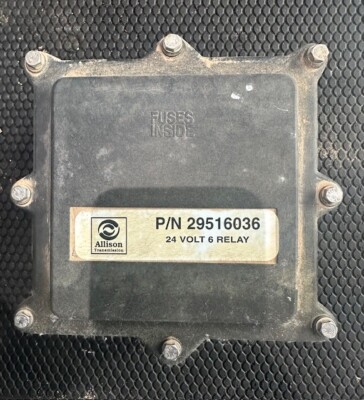 FUSES
INSIDE
Allison
Transmission
P/N 29516036
24 VOLT 6 RELAY